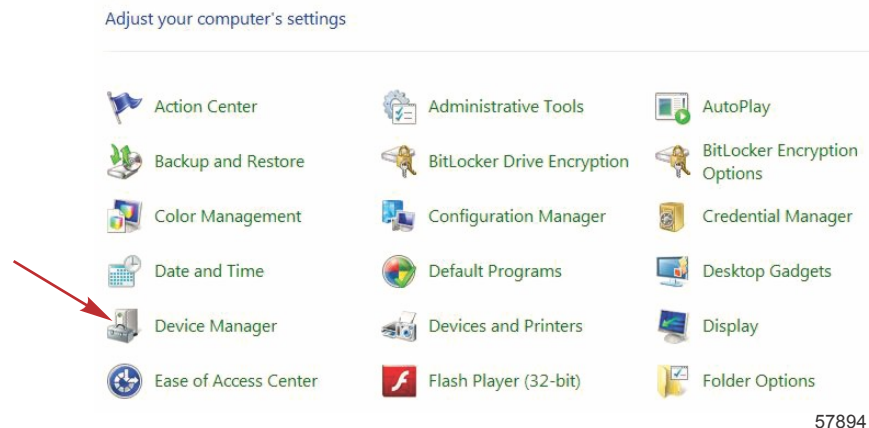 Adjust your computer's settings
Action Center
Administrative Tools
AutoPlay
Backup and Restore
BitLocker Drive Encryption
BitLocker Encryption
Options
Color Management
Configuration Manager
Credential Manager
Date and Time
Default Programs
Desktop Gadgets
Device Manager
Devices and Printers
Display
Ease of Access Center
Flash Player (32-bit)
Folder Options
57894